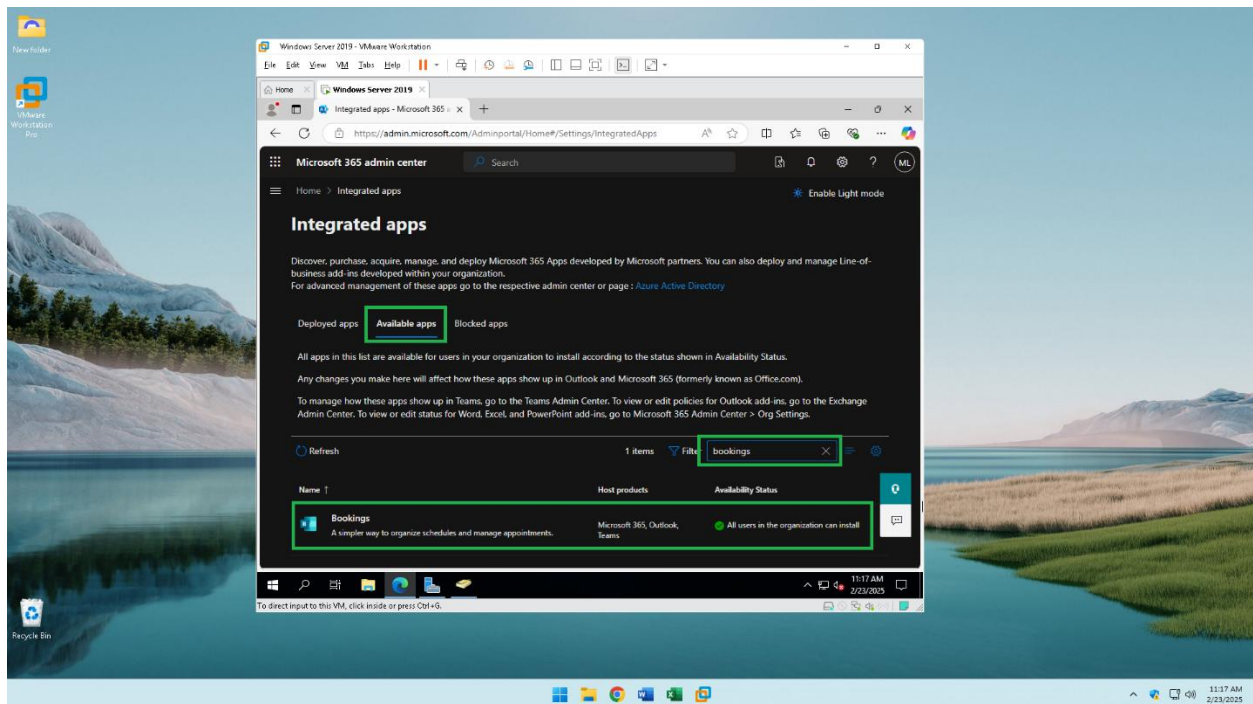 New folder
VMware
Workstation
Pro
Recycle Bin
Windows Server 2019 - VMware Workstation
File Edit View VM Tabs Help
Home
Windows Server 2019
Integrated apps - Microsoft 365 a
https://admin.microsoft.com/Adminportal/Home#/Settings/IntegratedApps
Microsoft 365 admin center
Search
ML
Home > Integrated apps
Enable Light mode
Integrated apps
Discover, purchase, acquire, manage, and deploy Microsoft 365 Apps developed by Microsoft partners. You can also deploy and manage Line-of-
business add-ins developed within your organization.
For advanced management of these apps go to the respective admin center or page : Azure Active Directory
Deployed apps Available apps Blocked apps
All apps in this list are available for users in your organization to install according to the status shown in Availability Status.
Any changes you make here will affect how these apps show up in Outlook and Microsoft 365 (formerly known as Office.com).
To manage how these apps show up in Teams, go to the Teams Admin Center. To view or edit policies for Outlook add-ins, go to the Exchange
Admin Center. To view or edit status for Word, Excel, and PowerPoint add-ins, go to Microsoft 365 Admin Center > Org Settings.
Refresh 1 items Filter bookings
Name ↑ Host products Availability Status
Bookings
A simpler way to organize schedules and manage appointments.
Microsoft 365, Outlook,
Teams
All users in the organization can install
11:17 AM
2/23/2025
To direct input to this VM, click inside or press Ctrl+G.
11:17 AM
2/23/2025